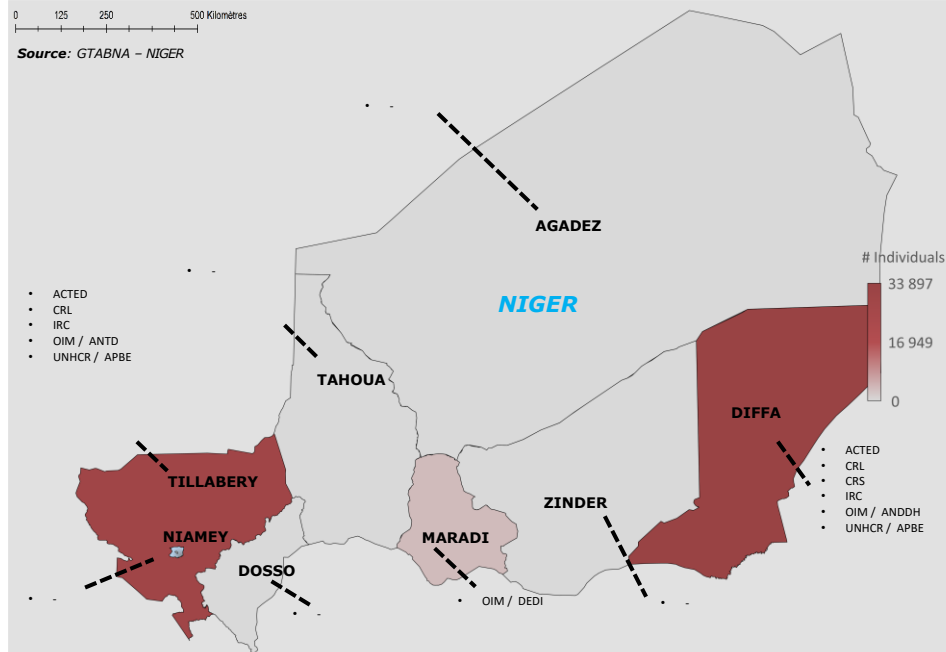 0 125 250 500 Kilomètres
Source: GTABNA – NIGER
• -
AGADEZ
# Individuals
33 897
16 949
0
NIGER
• -
• ACTED
• CRL
• IRC
• OIM / ANTD
• UNHCR / APBE
TAHOUA
DIFFA
• ACTED
• CRL
• CRS
• IRC
• OIM / ANDDH
• UNHCR / APBE
TILLABERY
ZINDER
NIAMEY
MARADI
DOSSO
• -
• OIM / DEDI
• -
• -